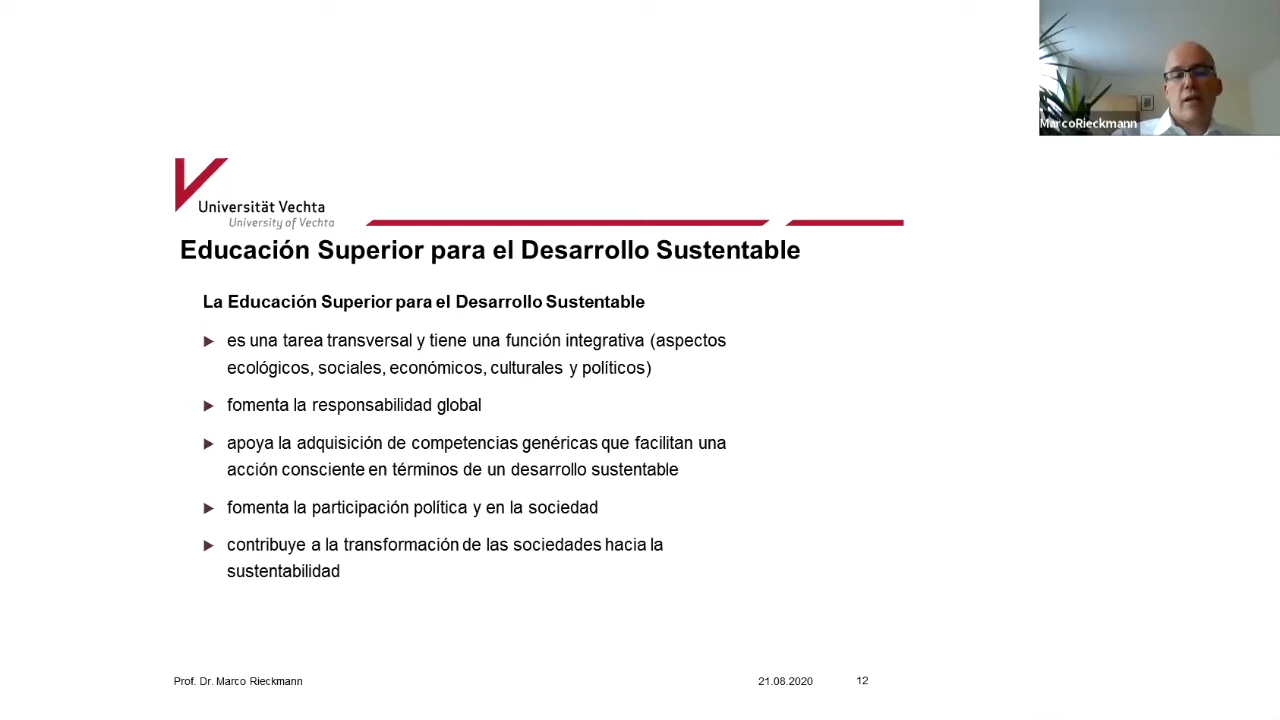 MarcoRieckmann
Universität Vechta
University of Vechta
Educación Superior para el Desarrollo Sustentable
La Educación Superior para el Desarrollo Sustentable
es una tarea transversal y tiene una función integrativa (aspectos
ecológicos, sociales, económicos, culturales y políticos)
fomenta la responsabilidad global
apoya la adquisición de competencias genéricas que facilitan una
acción consciente en términos de un desarrollo sustentable
fomenta la participación política y en la sociedad
contribuye a la transformación de las sociedades hacia la
sustentabilidad
Prof. Dr. Marco Rieckmann
21.08.2020
12